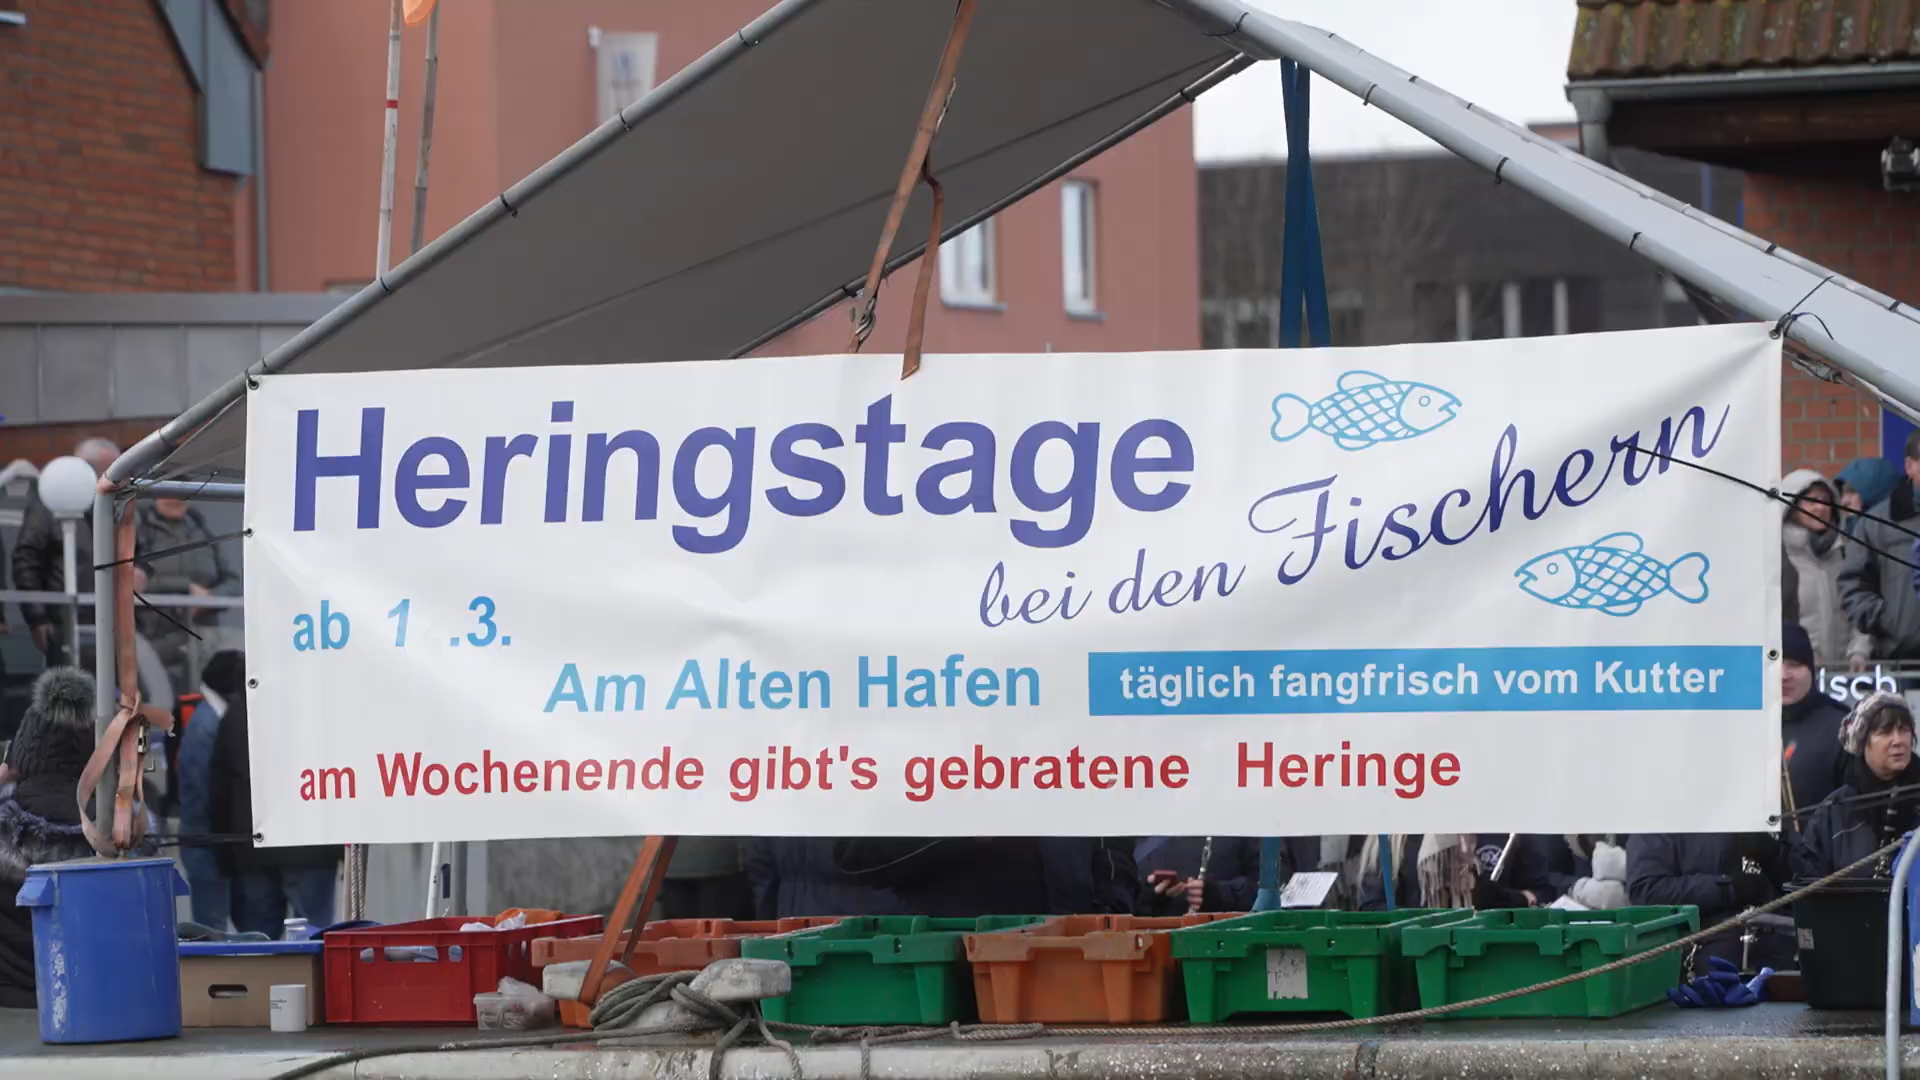 Heringstage
bei den Fischern
ab 1 .3.
Am Alten Hafen
täglich fangfrisch vom Kutter
am Wochenende gibt's gebratene Heringe
isch